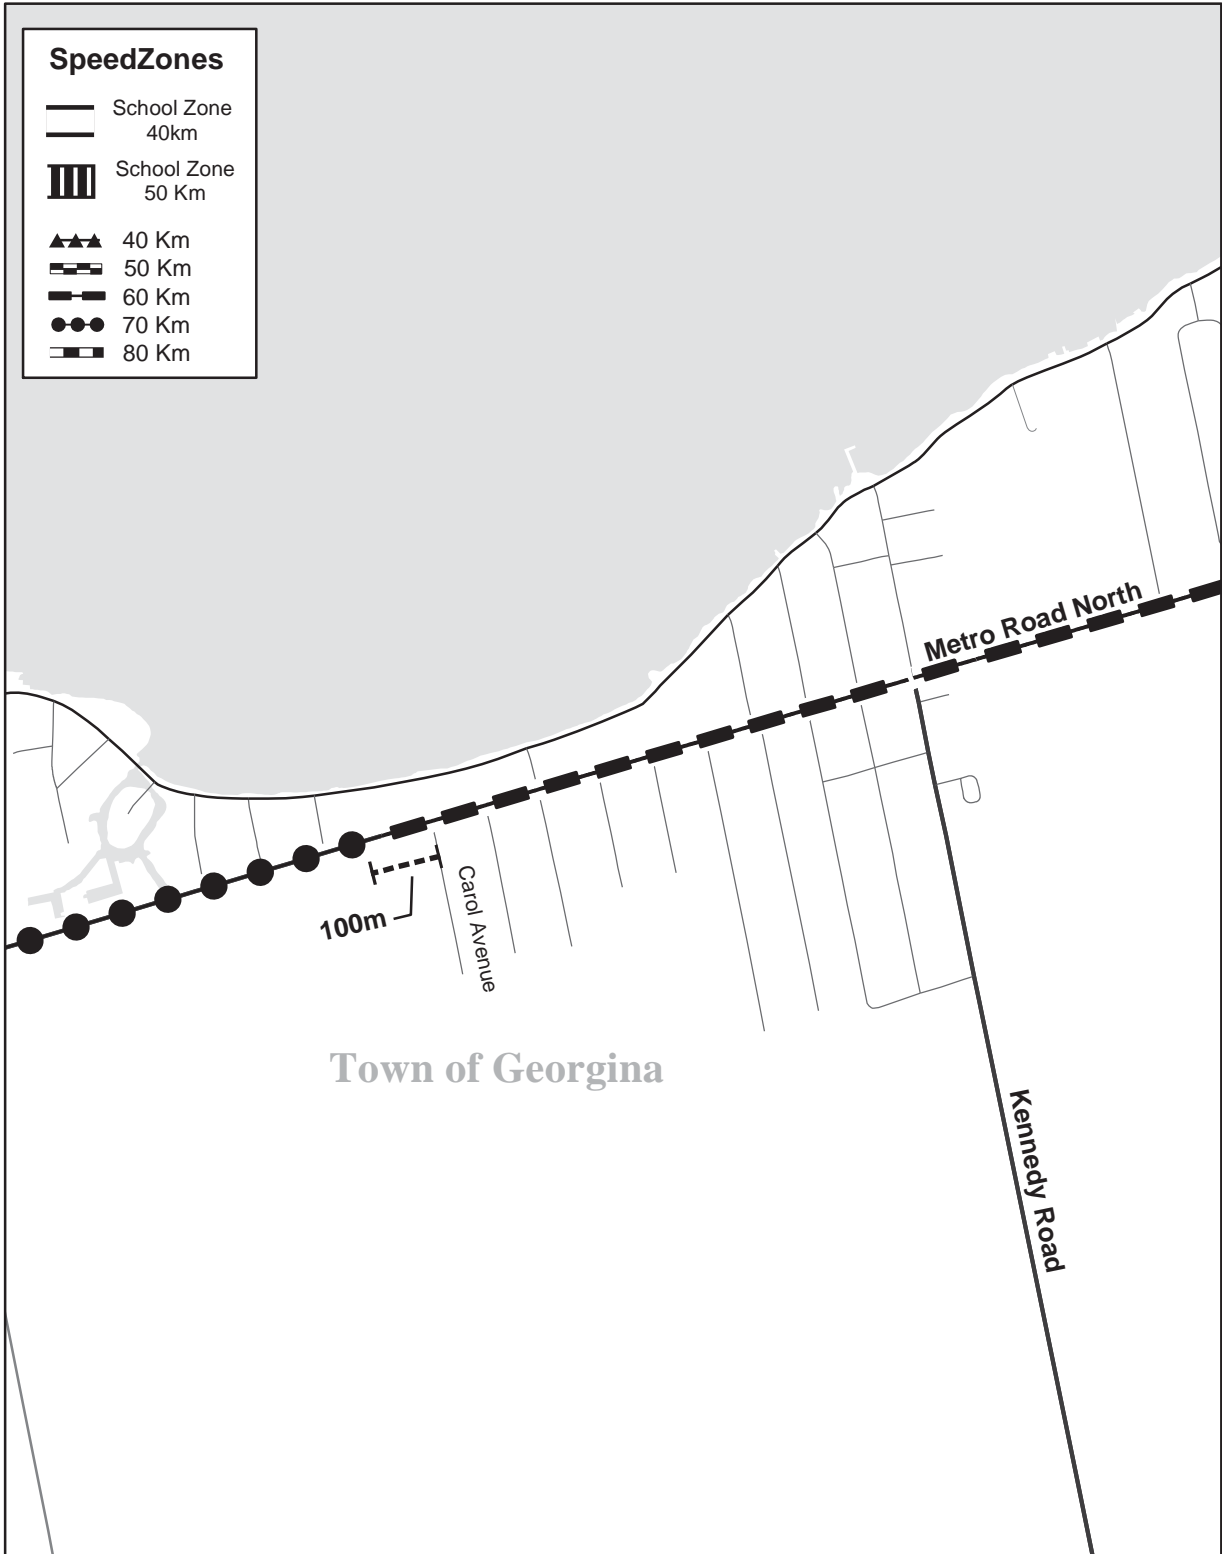 SpeedZones
School Zone
40km
School Zone
50 Km
40 Km
50 Km
60 Km
70 Km
80 Km
Metro Road North
100m
Carol Avenue
Town of Georgina
Kennedy Road